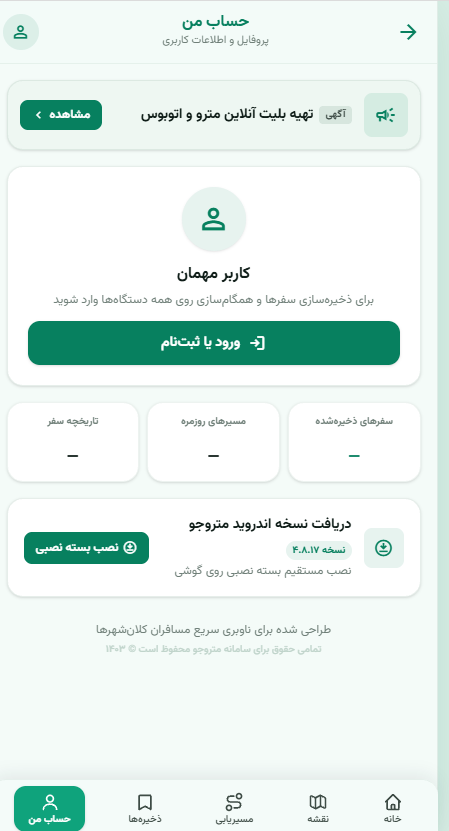 حساب من
پروفایل و اطلاعات کاربری
آگهی تهیه بلیت آنلاین مترو و اتوبوس
مشاهده
کاربر مهمان
برای ذخیره‌سازی سفرها و همگام‌سازی روی همه دستگاه‌ها وارد شوید
ورود یا ثبت‌نام
سفرهای ذخیره‌شده
—
مسیرهای روزمره
—
تاریخچه سفر
—
دریافت نسخه اندروید متروجو
نسخه ۴.۸.۱۷
نصب مستقیم بسته نصبی روی گوشی
نصب بسته نصبی
طراحی شده برای ناوبری سریع مسافران کلان‌شهرها
تمامی حقوق برای سامانه متروجو محفوظ است © ۱۴۰۳
خانه
نقشه
مسیریابی
ذخیره‌ها
حساب من